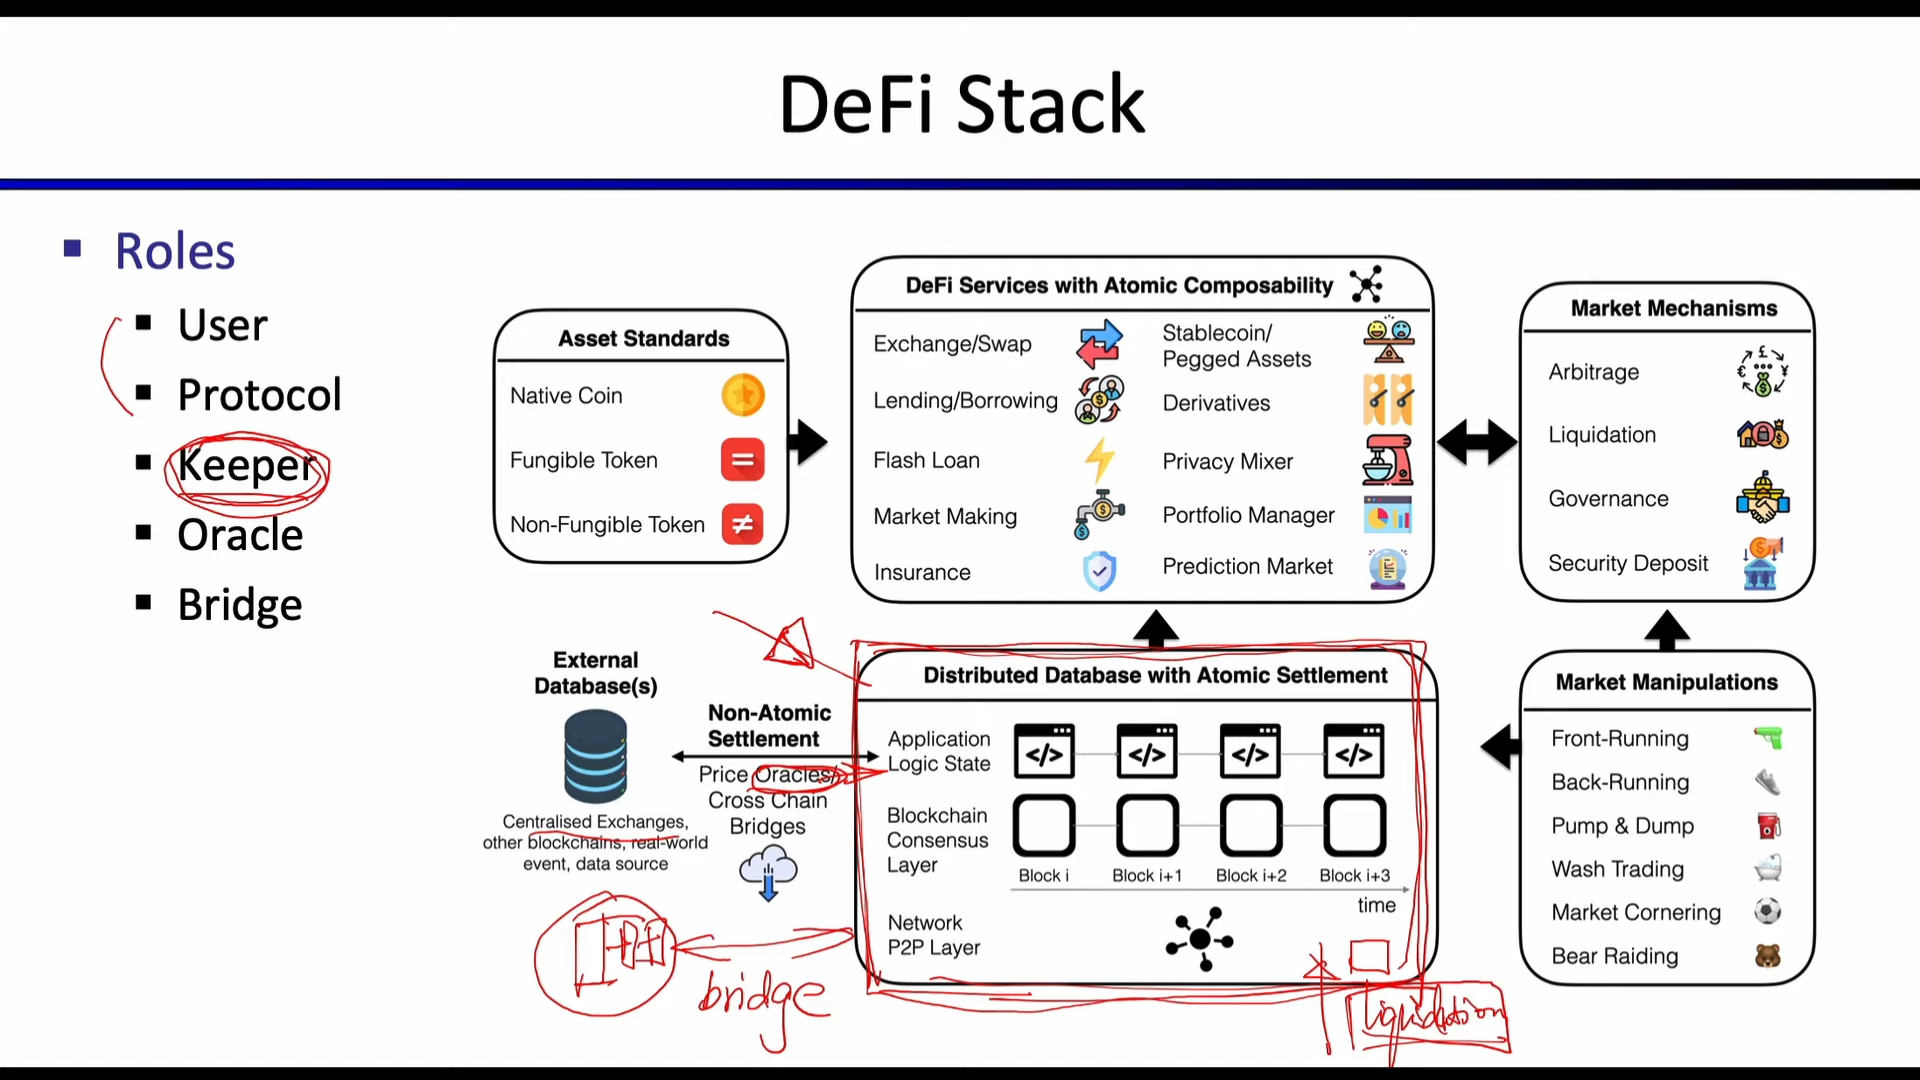 DeFi Stack
Roles
User
Protocol
Keeper
Oracle
Bridge
Asset Standards
Native Coin
Fungible Token
Non-Fungible Token
DeFi Services with Atomic Composability
Exchange/Swap
Lending/Borrowing
Flash Loan
Market Making
Insurance
Stablecoin/
Pegged Assets
Derivatives
Privacy Mixer
Portfolio Manager
Prediction Market
Market Mechanisms
Arbitrage
Liquidation
Governance
Security Deposit
External
Database(s)
Centralised Exchanges,
other blockchains, real-world
event, data source
Non-Atomic
Settlement
Price Oracles/
Cross Chain
Bridges
bridge
Distributed Database with Atomic Settlement
Application
Logic State
</> </> </> </>
Blockchain
Consensus
Layer
Block i Block i+1 Block i+2 Block i+3
time
Network
P2P Layer
liquidation
Market Manipulations
Front-Running
Back-Running
Pump & Dump
Wash Trading
Market Cornering
Bear Raiding